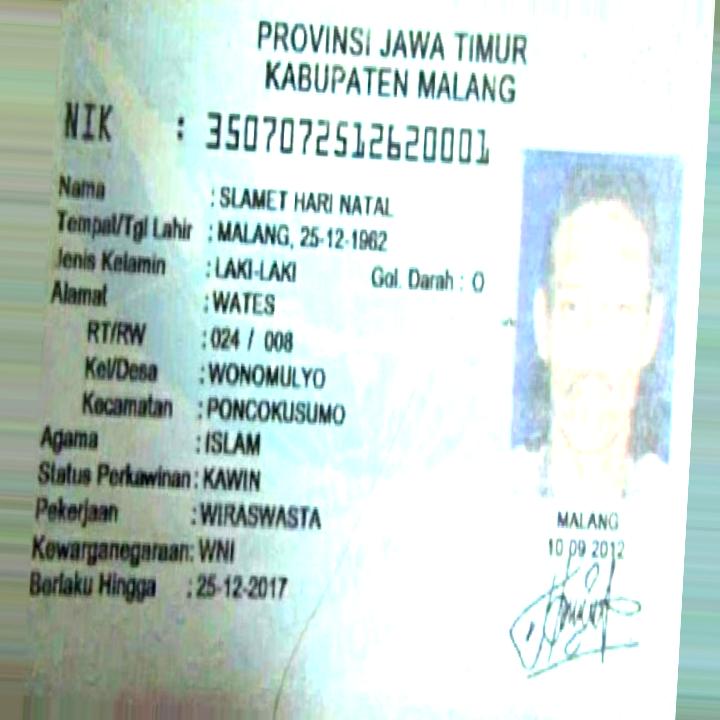 PROVINSI JAWA TIMUR
KABUPATEN MALANG
NIK : 3507072512620001
Nama : SLAMET HARI NATAL
Tempat/Tgl Lahir : MALANG, 25-12-1962
Jenis Kelamin : LAKI-LAKI Gol. Darah : O
Alamat : WATES
RT/RW : 024 / 008
Kel/Desa : WONOMULYO
Kecamatan : PONCOKUSUMO
Agama : ISLAM
Status Perkawinan : KAWIN
Pekerjaan : WIRASWASTA
Kewarganegaraan: WNI
Berlaku Hingga : 25-12-2017
MALANG
10 09 2012